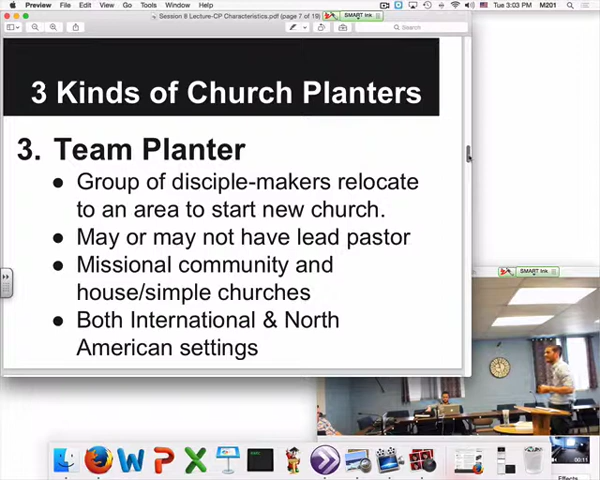 Preview File Edit View Go Tools Window Help Tue 3:03 PM M201
Session 8 Lecture-CP Characteristics.pdf (page 7 of 19)
SMART Ink
Search
3 Kinds of Church Planters
3. Team Planter
● Group of disciple-makers relocate
to an area to start new church.
● May or may not have lead pastor
● Missional community and
house/simple churches
● Both International & North
American settings
SMART Ink
Effects
00:11